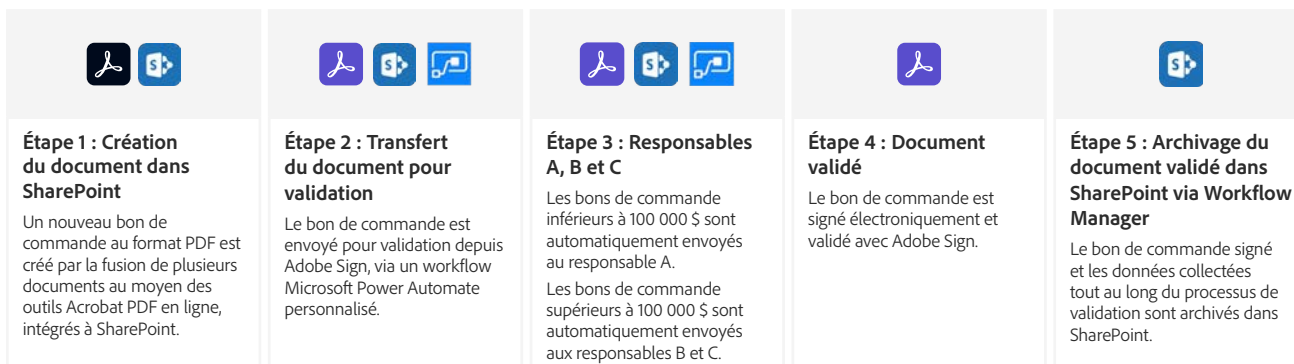 Étape 1 : Création
du document dans
SharePoint
Un nouveau bon de
commande au format PDF est
créé par la fusion de plusieurs
documents au moyen des
outils Acrobat PDF en ligne,
intégrés à SharePoint.
Étape 2 : Transfert
du document pour
validation
Le bon de commande est
envoyé pour validation depuis
Adobe Sign, via un workflow
Microsoft Power Automate
personnalisé.
Étape 3 : Responsables
A, B et C
Les bons de commande
inférieurs à 100 000 $ sont
automatiquement envoyés
au responsable A.
Les bons de commande
supérieurs à 100 000 $ sont
automatiquement envoyés
aux responsables B et C.
Étape 4 : Document
validé
Le bon de commande est
signé électroniquement et
validé avec Adobe Sign.
Étape 5 : Archivage du
document validé dans
SharePoint via Workflow
Manager
Le bon de commande signé
et les données collectées
tout au long du processus de
validation sont archivés dans
SharePoint.